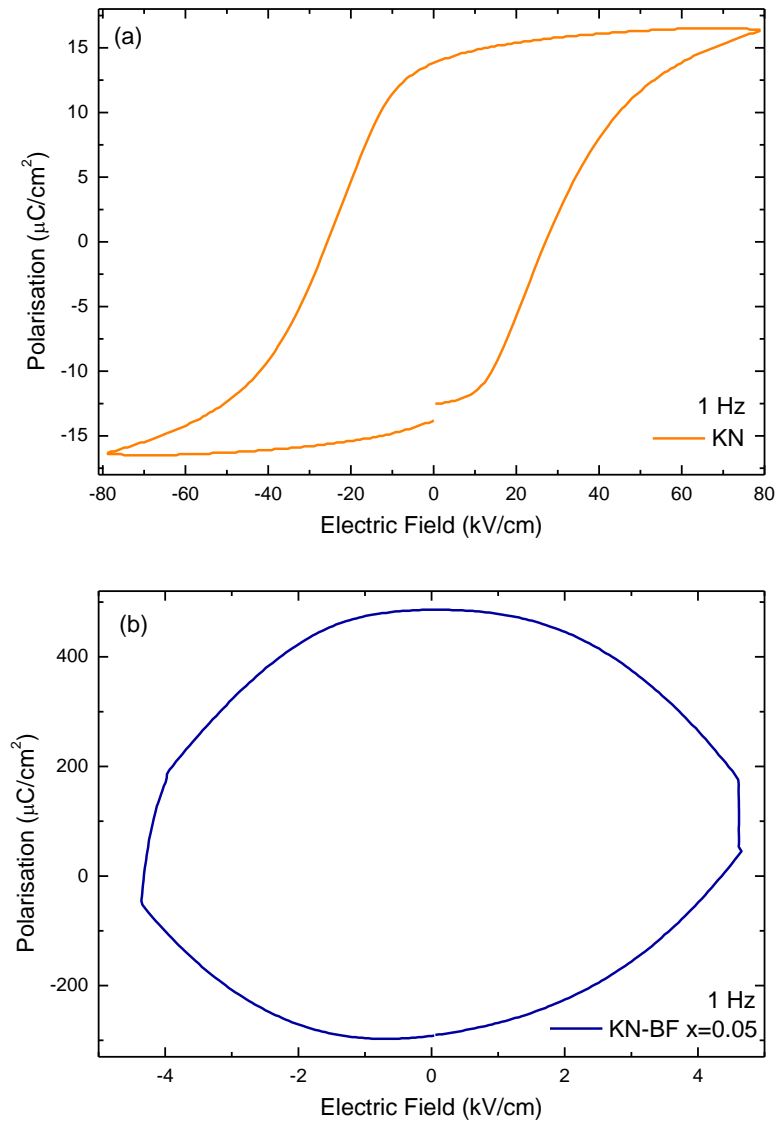 (a)
15
10
5
0
-5
-10
-15
Polarisation (μC/cm²)
1 Hz
KN
-80 -60 -40 -20 0 20 40 60 80
Electric Field (kV/cm)
(b)
400
200
0
-200
Polarisation (μC/cm²)
1 Hz
KN-BF x=0.05
-4 -2 0 2 4
Electric Field (kV/cm)